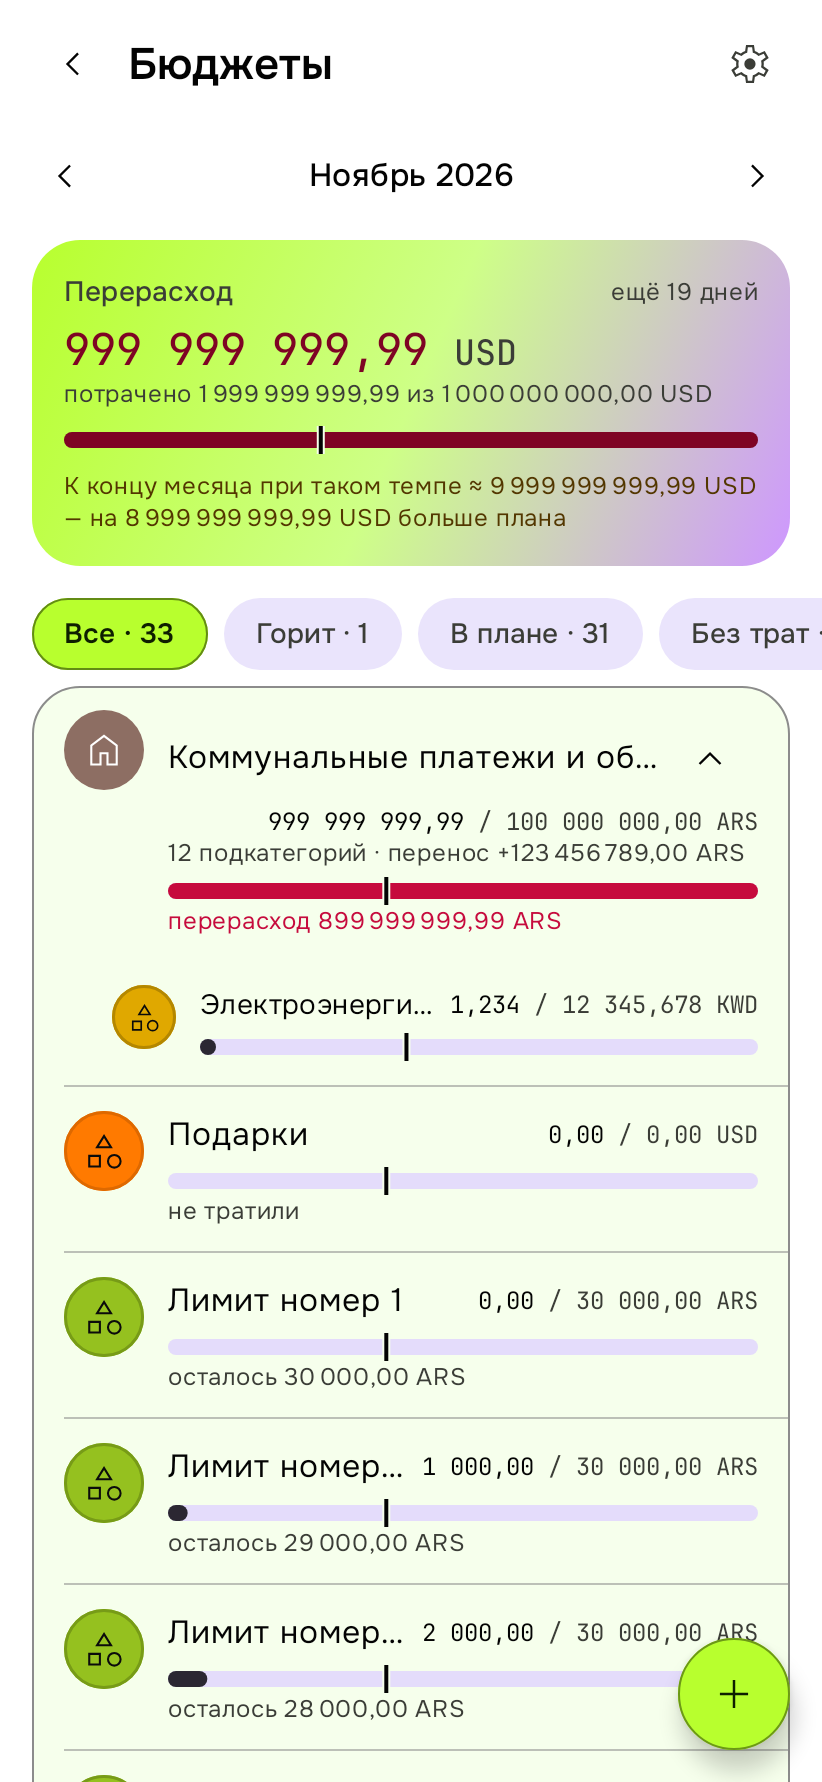 Бюджеты
Ноябрь 2026
Перерасход
ещё 19 дней
999 999 999,99 USD
потрачено 1 999 999 999,99 из 1 000 000 000,00 USD
К концу месяца при таком темпе ≈ 9 999 999 999,99 USD
— на 8 999 999 999,99 USD больше плана
Все · 33
Горит · 1
В плане · 31
Без трат ·
Коммунальные платежи и об...
999 999 999,99 / 100 000 000,00 ARS
12 подкатегорий · перенос +123 456 789,00 ARS
перерасход 899 999 999,99 ARS
Электроэнерги... 1,234 / 12 345,678 KWD
Подарки 0,00 / 0,00 USD
не тратили
Лимит номер 1 0,00 / 30 000,00 ARS
осталось 30 000,00 ARS
Лимит номер... 1 000,00 / 30 000,00 ARS
осталось 29 000,00 ARS
Лимит номер... 2 000,00 / 30 000,00 ARS
осталось 28 000,00 ARS